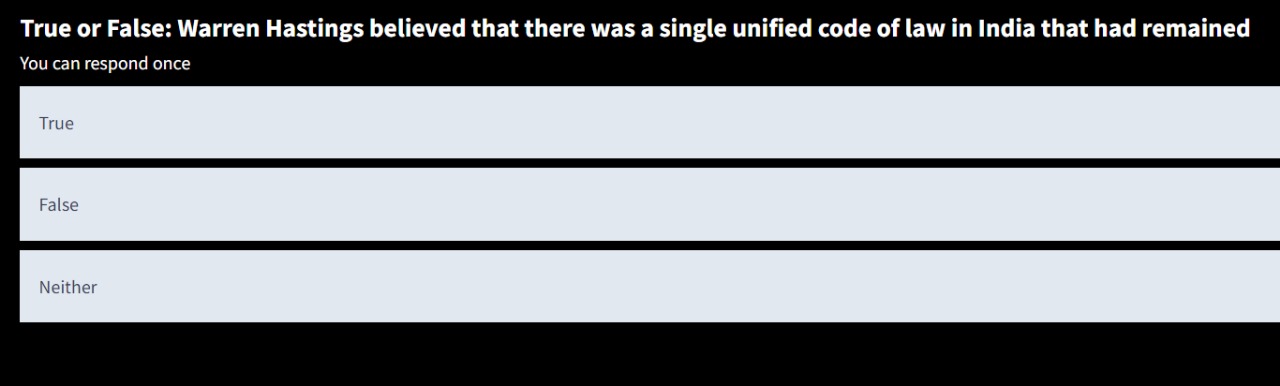 True or False: Warren Hastings believed that there was a single unified code of law in India that had remained
You can respond once
True
False
Neither